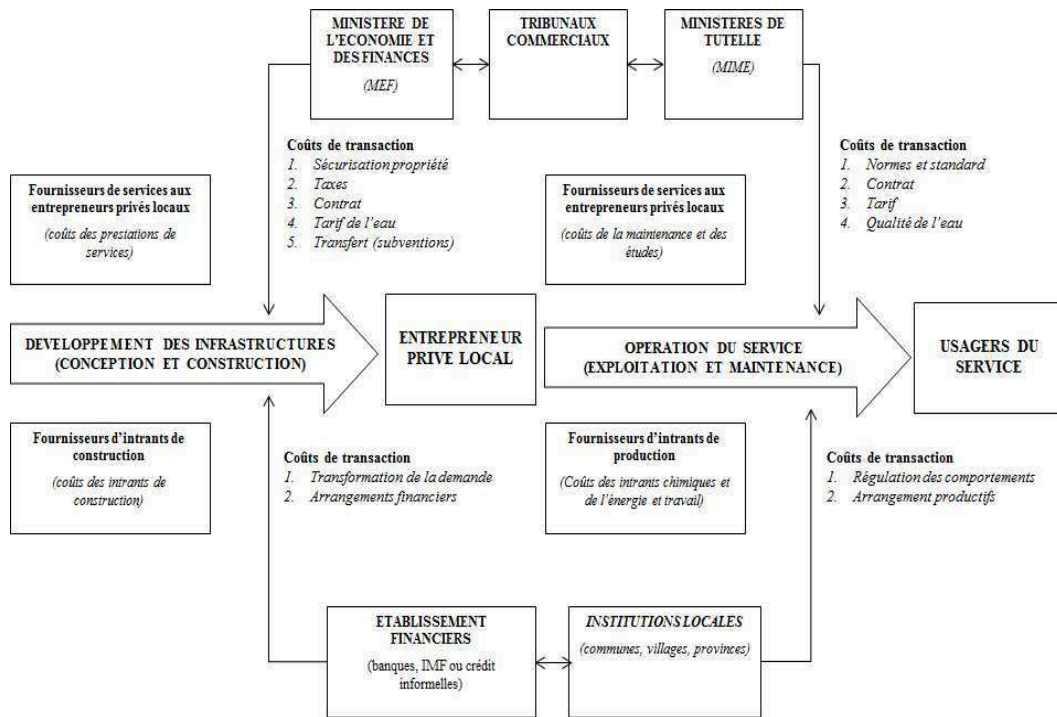 MINISTERE DE
L'ECONOMIE ET
DES FINANCES
(MEF)
TRIBUNAUX
COMMERCIAUX
MINISTERES DE
TUTELLE
(MIME)
Coûts de transaction
1. Sécurisation propriété
2. Taxes
3. Contrat
4. Tarif de l'eau
5. Transfert (subventions)
Coûts de transaction
1. Normes et standard
2. Contrat
3. Tarif
4. Qualité de l'eau
Fournisseurs de services aux
entrepreneurs privés locaux
(coûts des prestations de
services)
Fournisseurs de services aux
entrepreneurs privés locaux
(coûts de la maintenance et des
études)
DEVELOPPEMENT DES INFRASTRUCTURES
(CONCEPTION ET CONSTRUCTION)
ENTREPRENEUR
PRIVE LOCAL
OPERATION DU SERVICE
(EXPLOITATION ET MAINTENANCE)
USAGERS DU
SERVICE
Fournisseurs d'intrants de
construction
(coûts des intrants de
construction)
Coûts de transaction
1. Transformation de la demande
2. Arrangements financiers
Fournisseurs d'intrants de
production
(Coûts des intrants chimiques et
de l'énergie et travail)
Coûts de transaction
1. Régulation des comportements
2. Arrangement productifs
ETABLISSEMENT
FINANCIERS
(banques, IMF ou crédit
informelles)
INSTITUTIONS LOCALES
(communes, villages, provinces)